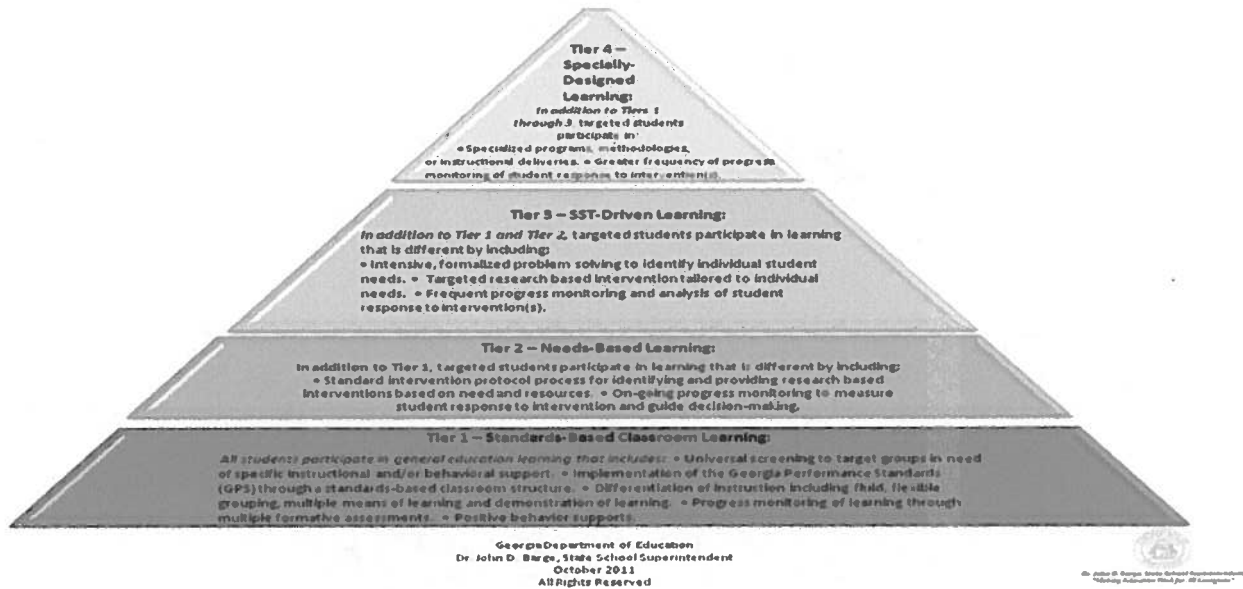 Tier 4 –
Specially-
Designed
Learning:
In addition to Tiers 1
through 3, targeted students
participate in:
• Specialized programs, methodologies,
or instructional deliveries. • Greater frequency of progress
monitoring of student response to intervention(s).
Tier 3 – SST-Driven Learning:
In addition to Tier 1 and Tier 2, targeted students participate in learning
that is different by including:
• Intensive, formalized problem solving to identify individual student
needs. • Targeted research based intervention tailored to individual
needs. • Frequent progress monitoring and analysis of student
response to intervention(s).
Tier 2 – Needs-Based Learning:
In addition to Tier 1, targeted students participate in learning that is different by including:
• Standard intervention protocol process for identifying and providing research based
interventions based on need and resources. • On-going progress monitoring to measure
student response to intervention and guide decision-making.
Tier 1 – Standards-Based Classroom Learning:
All students participate in general education learning that includes: • Universal screening to target groups in need
of specific instructional and/or behavioral support. • Implementation of the Georgia Performance Standards
(GPS) through a standards-based classroom structure. • Differentiation of instruction including fluid, flexible
grouping, multiple means of learning and demonstration of learning. • Progress monitoring of learning through
multiple formative assessments. • Positive behavior supports.
Georgia Department of Education
Dr. John D. Barge, State School Superintendent
October 2011
All Rights Reserved
Dr. John D. Barge, State School Superintendent